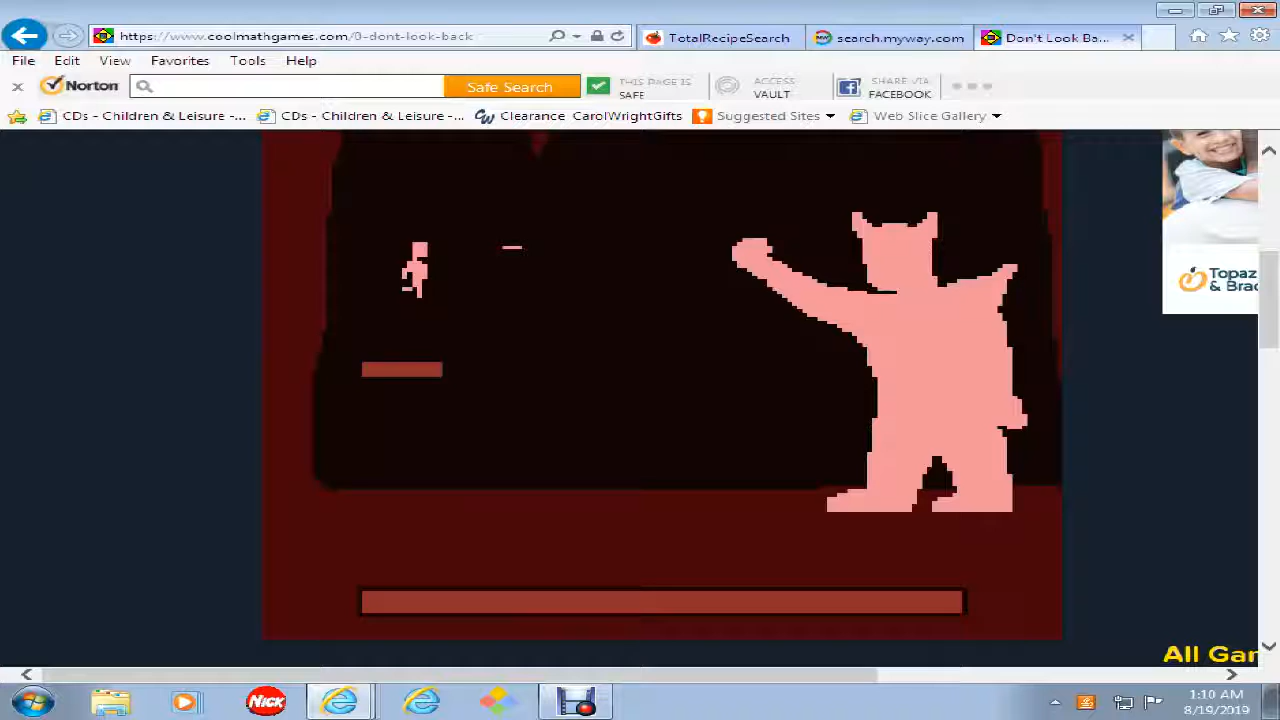 https://www.coolmathgames.com/0-dont-look-back
TotalRecipeSearch
search.myway.com
Don't Look Ba...
File Edit View Favorites Tools Help
Norton
Safe Search
THIS PAGE IS
SAFE
ACCESS
VAULT
SHARE VIA
FACEBOOK
CDs - Children & Leisure -...
CDs - Children & Leisure -...
Clearance CarolWrightGifts
Suggested Sites
Web Slice Gallery
Topaz
& Brac
All Gar
NICK
1:10 AM
8/19/2019